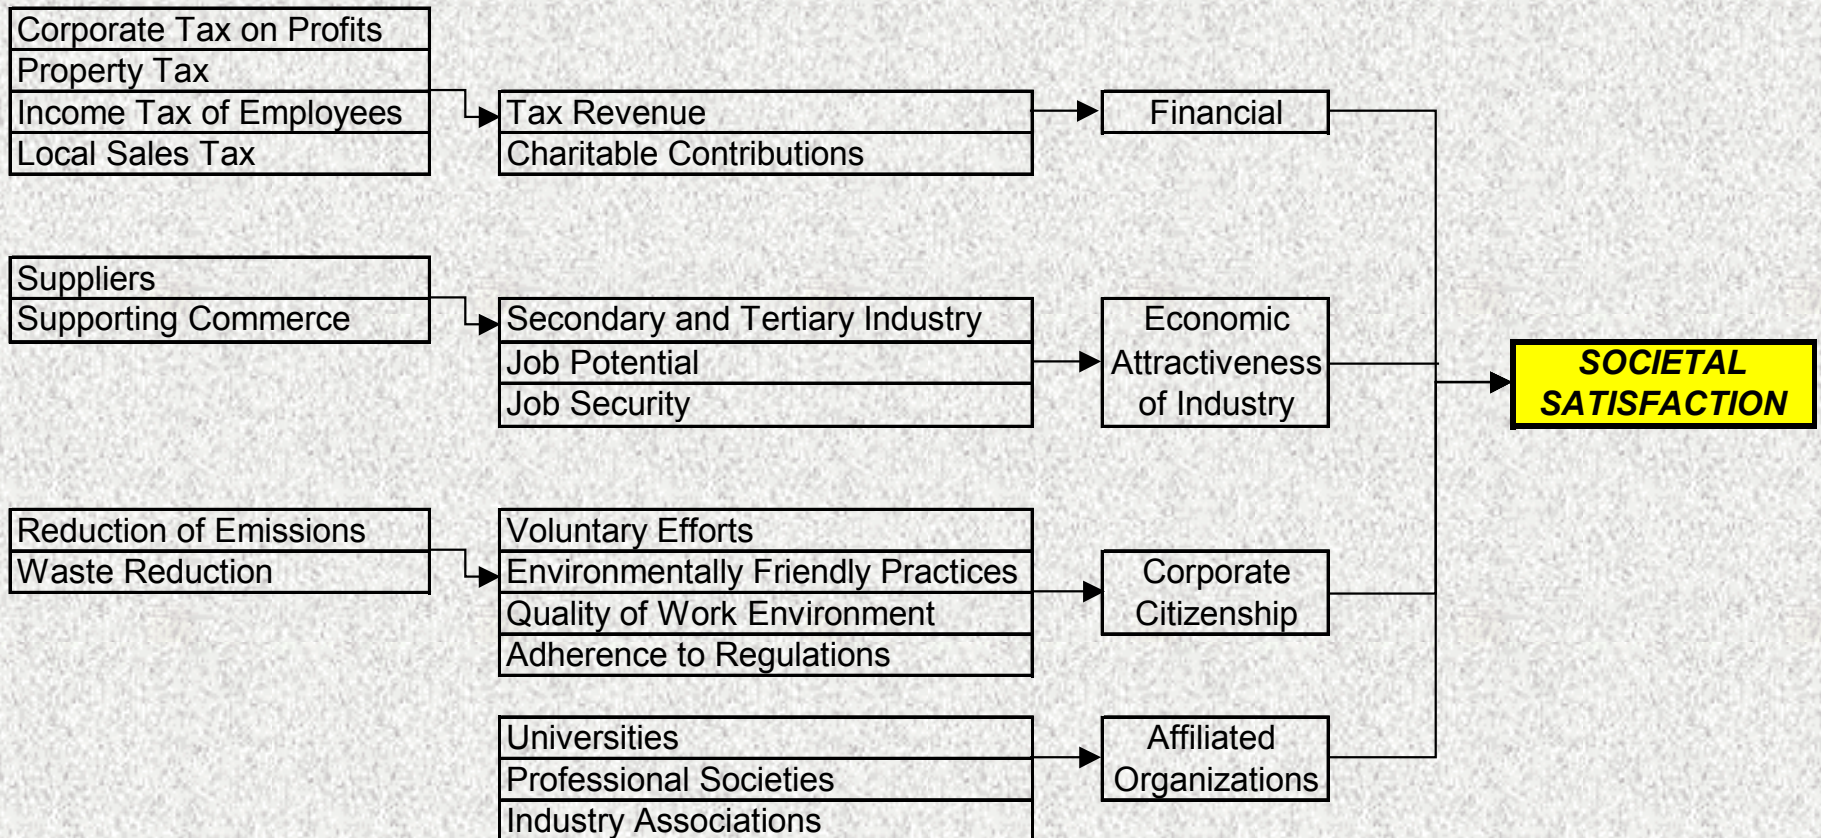 Corporate Tax on Profits
Property Tax
Income Tax of Employees
Local Sales Tax
Tax Revenue
Charitable Contributions
Financial
Suppliers
Supporting Commerce
Secondary and Tertiary Industry
Job Potential
Job Security
Economic
Attractiveness
of Industry
SOCIETAL
SATISFACTION
Reduction of Emissions
Waste Reduction
Voluntary Efforts
Environmentally Friendly Practices
Quality of Work Environment
Adherence to Regulations
Corporate
Citizenship
Universities
Professional Societies
Industry Associations
Affiliated
Organizations